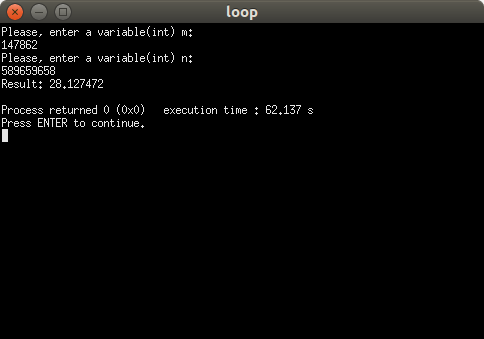 loop
Please, enter a variable(int) m:
147862
Please, enter a variable(int) n:
589659658
Result: 28.127472
Process returned 0 (0x0)   execution time : 62.137 s
Press ENTER to continue.